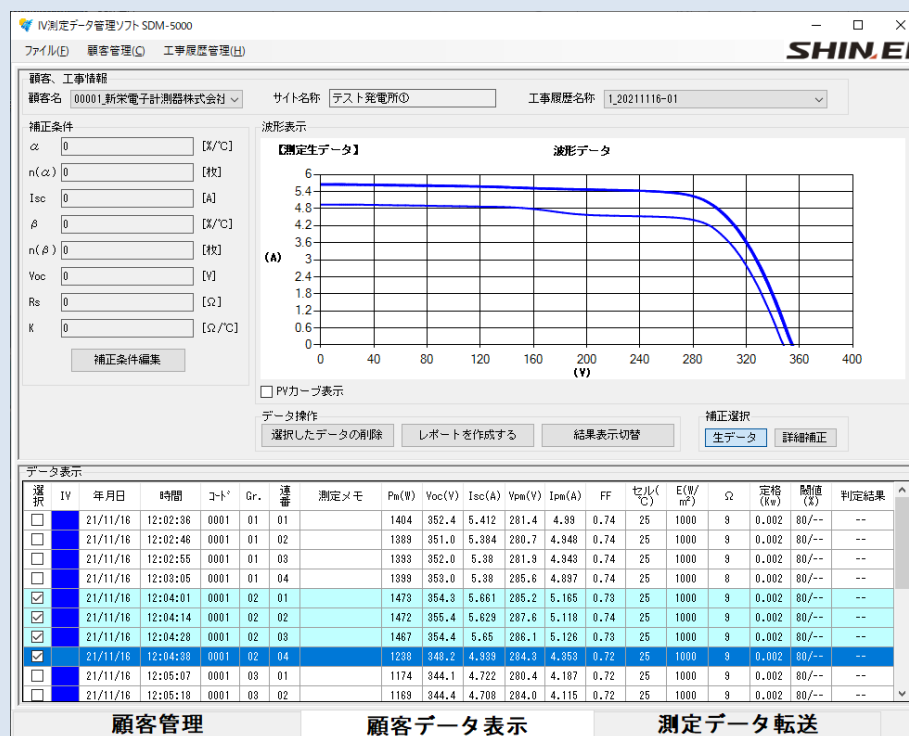 IV測定データ管理ソフト SDM-5000
ファイル(F) 顧客管理(C) 工事履歴管理(H)
SHIN.EI
顧客、工事情報
顧客名 00001_新栄電子計測器株式会社 サイト名称 テスト発電所① 工事履歴名称 1_20211116-01
補正条件
α 0 [%/℃]
n(α) 0 [枚]
Isc 0 [A]
β 0 [%/℃]
n(β) 0 [枚]
Voc 0 [V]
Rs 0 [Ω]
K 0 [Ω/℃]
補正条件編集
波形表示
【測定生データ】 波形データ
6
5.4
4.8
4.2
3.6
(A) 3
2.4
1.8
1.2
0.6
0
0 40 80 120 160 200 240 280 320 360 400
(V)
PVカーブ表示
データ操作
選択したデータの削除 レポートを作成する 結果表示切替
補正選択
生データ 詳細補正
データ表示
選択 IV 年月日 時間 コード Gr. 連番 測定メモ Pm(W) Voc(V) Isc(A) Vpm(V) Ipm(A) FF セル(℃) E(W/m²) Ω 定格(Kw) 閾値(%) 判定結果
21/11/16 12:02:36 0001 01 01 1404 352.4 5.412 281.4 4.99 0.74 25 1000 9 0.002 80/-- --
21/11/16 12:02:46 0001 01 02 1389 351.0 5.384 280.7 4.948 0.74 25 1000 9 0.002 80/-- --
21/11/16 12:02:55 0001 01 03 1393 352.0 5.38 281.9 4.943 0.74 25 1000 9 0.002 80/-- --
21/11/16 12:03:05 0001 01 04 1399 353.0 5.38 285.6 4.897 0.74 25 1000 8 0.002 80/-- --
21/11/16 12:04:01 0001 02 01 1473 354.3 5.661 285.2 5.165 0.73 25 1000 9 0.002 80/-- --
21/11/16 12:04:14 0001 02 02 1472 355.4 5.629 287.6 5.118 0.74 25 1000 9 0.002 80/-- --
21/11/16 12:04:28 0001 02 03 1467 354.4 5.65 286.1 5.126 0.73 25 1000 9 0.002 80/-- --
21/11/16 12:04:38 0001 02 04 1238 348.2 4.939 284.3 4.353 0.72 25 1000 9 0.002 80/-- --
21/11/16 12:05:07 0001 03 01 1174 344.1 4.722 280.4 4.187 0.72 25 1000 9 0.002 80/-- --
21/11/16 12:05:18 0001 03 02 1169 344.4 4.708 284.0 4.115 0.72 25 1000 9 0.002 80/-- --
顧客管理 顧客データ表示 測定データ転送